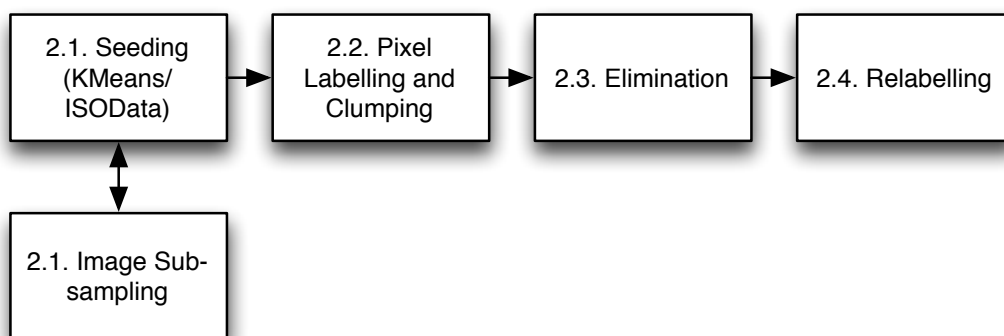 2.1. Seeding
(KMeans/
ISOData)
2.2. Pixel
Labelling and
Clumping
2.3. Elimination
2.4. Relabelling
2.1. Image Sub-
sampling